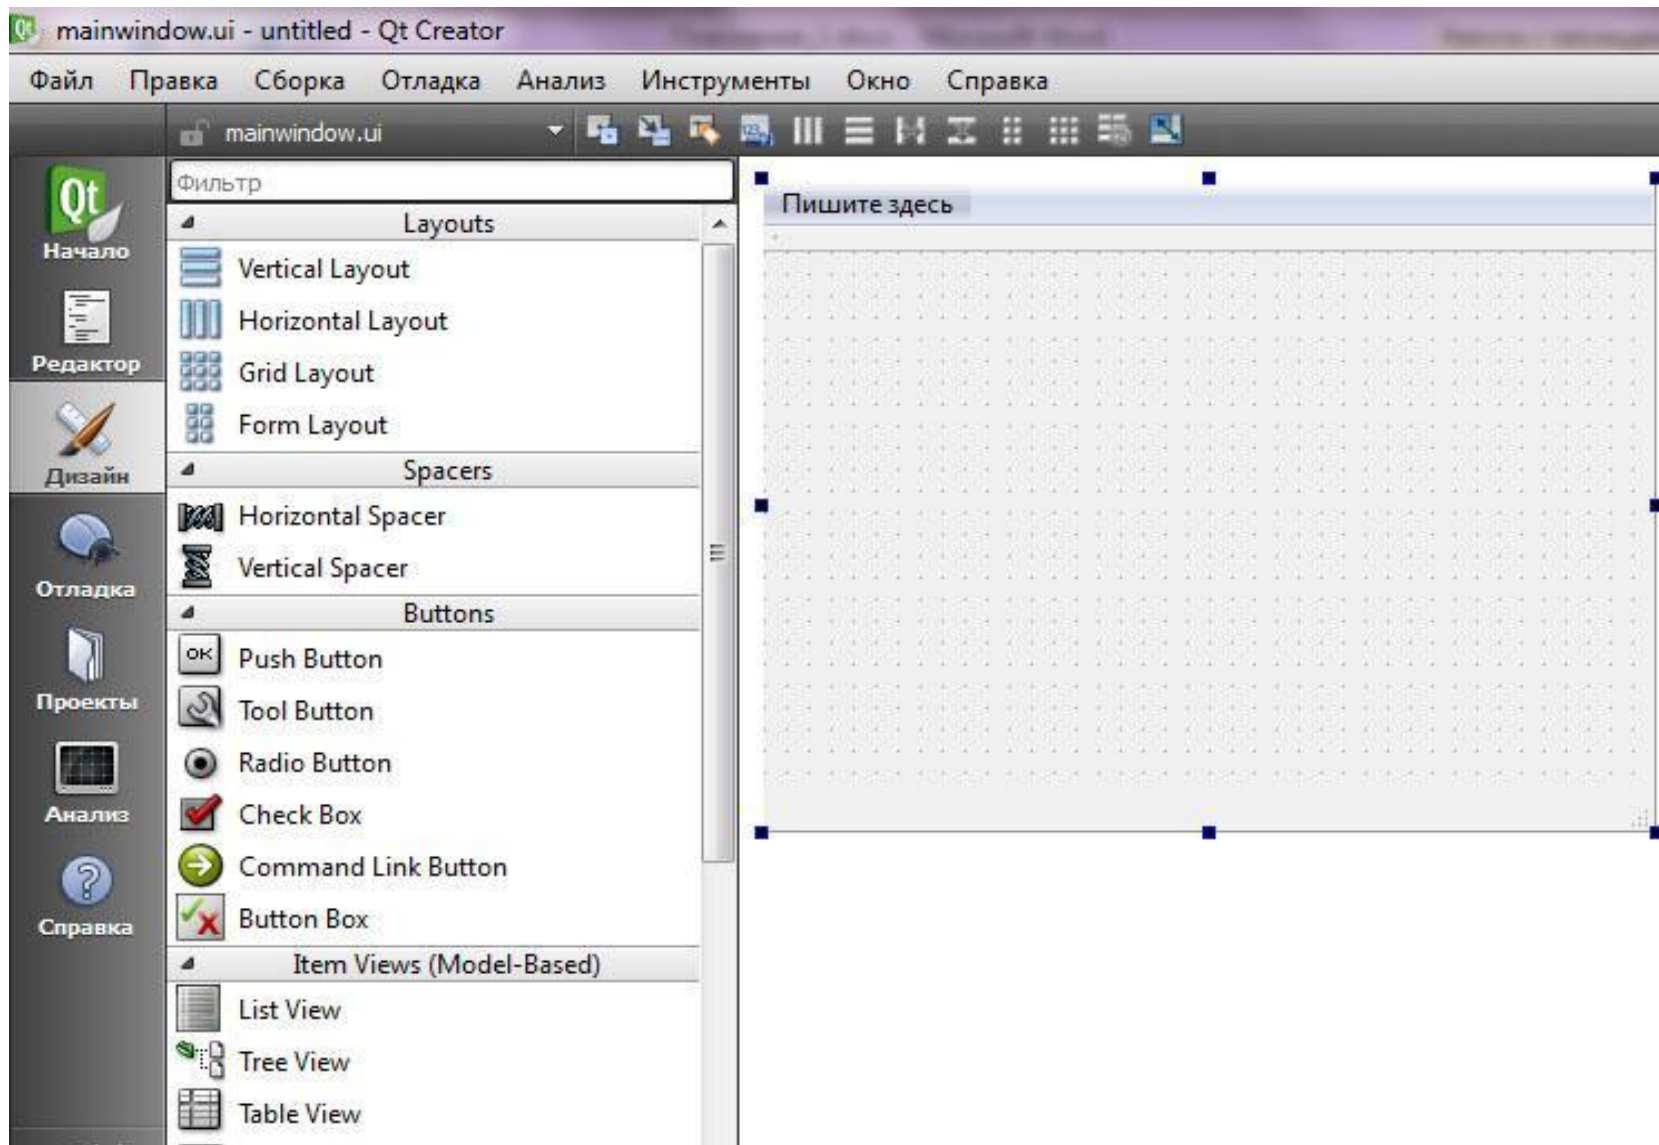 mainwindow.ui - untitled - Qt Creator
Файл Правка Сборка Отладка Анализ Инструменты Окно Справка
mainwindow.ui
Qt
Начало
Редактор
Дизайн
Отладка
Проекты
Анализ
Справка
Фильтр
Layouts
Vertical Layout
Horizontal Layout
Grid Layout
Form Layout
Spacers
Horizontal Spacer
Vertical Spacer
Buttons
OK Push Button
Tool Button
Radio Button
Check Box
Command Link Button
Button Box
Item Views (Model-Based)
List View
Tree View
Table View
Пишите здесь